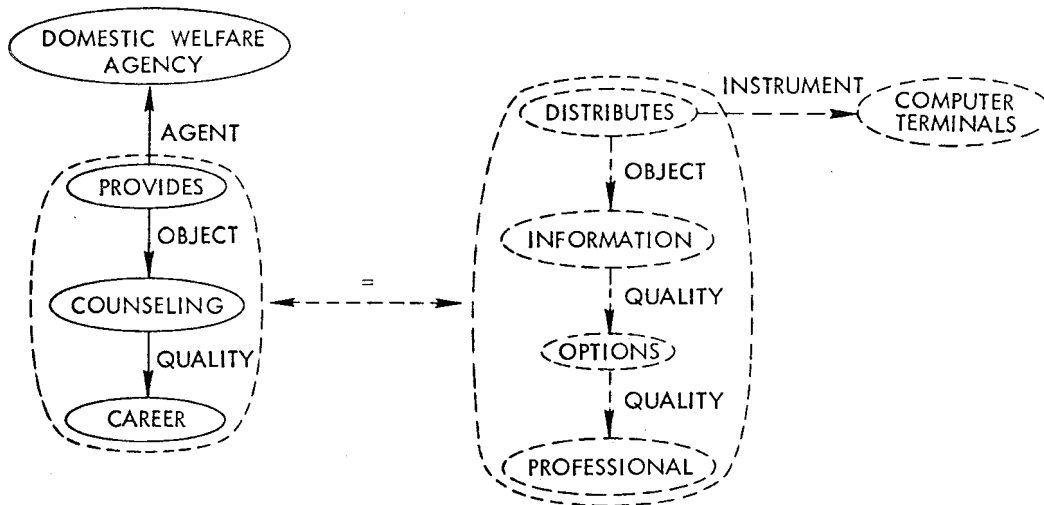 DOMESTIC WELFARE
AGENCY
AGENT
PROVIDES
OBJECT
COUNSELING
QUALITY
CAREER
=
DISTRIBUTES
INSTRUMENT
COMPUTER
TERMINALS
OBJECT
INFORMATION
QUALITY
OPTIONS
QUALITY
PROFESSIONAL